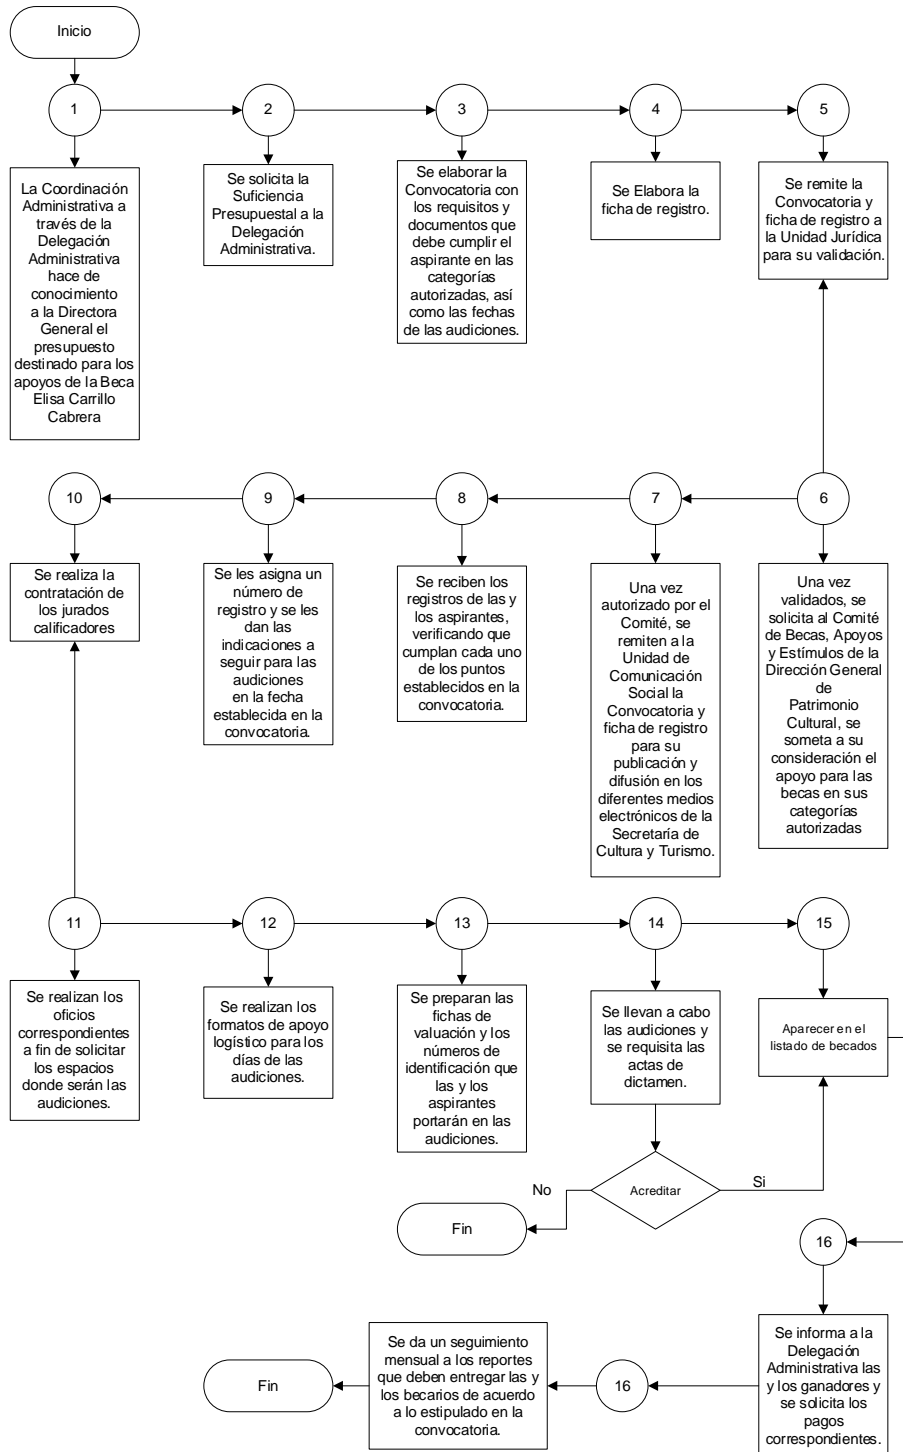 Inicio
1
2
3
4
5
La Coordinación
Administrativa a
través de la
Delegación
Administrativa
hace de
conocimiento
a la Directora
General el
presupuesto
destinado para los
apoyos de la Beca
Elisa Carrillo
Cabrera
Se solicita la
Suficiencia
Presupuestal a la
Delegación
Administrativa.
Se elaborar la
Convocatoria con
los requisitos y
documentos que
debe cumplir el
aspirante en las
categorías
autorizadas, así
como las fechas
de las audiciones.
Se Elabora la
ficha de registro.
Se remite la
Convocatoria y
ficha de registro a
la Unidad Jurídica
para su validación.
10
9
8
7
6
Se realiza la
contratación de
los jurados
calificadores
Se les asigna un
número de
registro y se les
dan las
indicaciones a
seguir para las
audiciones
en la fecha
establecida en la
convocatoria.
Se reciben los
registros de las y
los aspirantes,
verificando que
cumplan cada uno
de los puntos
establecidos en la
convocatoria.
Una vez
autorizado por el
Comité, se
remiten a la
Unidad de
Comunicación
Social la
Convocatoria y
ficha de registro
para su
publicación y
difusión en los
diferentes medios
electrónicos de la
Secretaría de
Cultura y Turismo.
Una vez
validados, se
solicita al Comité
de Becas, Apoyos
y Estímulos de la
Dirección General
de
Patrimonio
Cultural, se
someta a su
consideración el
apoyo para las
becas en sus
categorías
autorizadas
11
12
13
14
15
Se realizan los
oficios
correspondientes
a fin de solicitar
los espacios
donde serán las
audiciones.
Se realizan los
formatos de apoyo
logístico para los
días de las
audiciones.
Se preparan las
fichas de
valuación y los
números de
identificación que
las y los
aspirantes
portarán en las
audiciones.
Se llevan a cabo
las audiciones y
se requisita las
actas de
dictamen.
Aparecer en el
listado de becados
No
Acreditar
Si
Fin
16
Se informa a la
Delegación
Administrativa las
y los ganadores y
se solicita los
pagos
correspondientes.
16
Se da un seguimiento
mensual a los reportes
que deben entregar las y
los becarios de acuerdo
a lo estipulado en la
convocatoria.
Fin